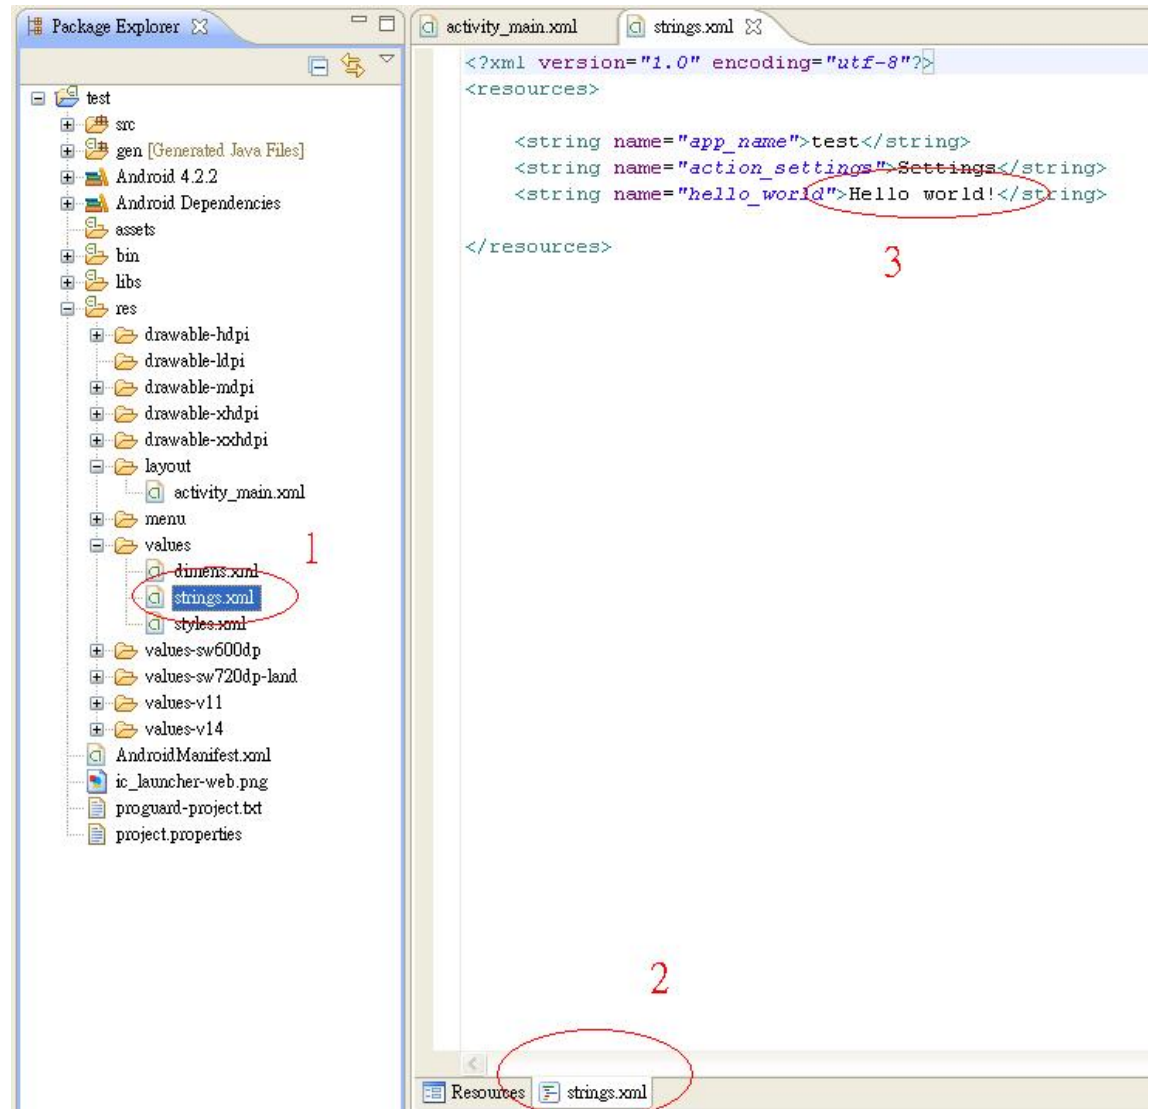 Package Explorer
test
src
gen [Generated Java Files]
Android 4.2.2
Android Dependencies
assets
bin
libs
res
drawable-hdpi
drawable-ldpi
drawable-mdpi
drawable-xhdpi
drawable-xxhdpi
layout
activity_main.xml
menu
values
1
dimens.xml
strings.xml
styles.xml
values-sw600dp
values-sw720dp-land
values-v11
values-v14
AndroidManifest.xml
ic_launcher-web.png
proguard-project.txt
project.properties
activity_main.xml strings.xml
<?xml version="1.0" encoding="utf-8"?>
<resources>
<string name="app_name">test</string>
<string name="action_settings">Settings</string>
<string name="hello_world">Hello world!</string>
</resources>
3
2
Resources strings.xml